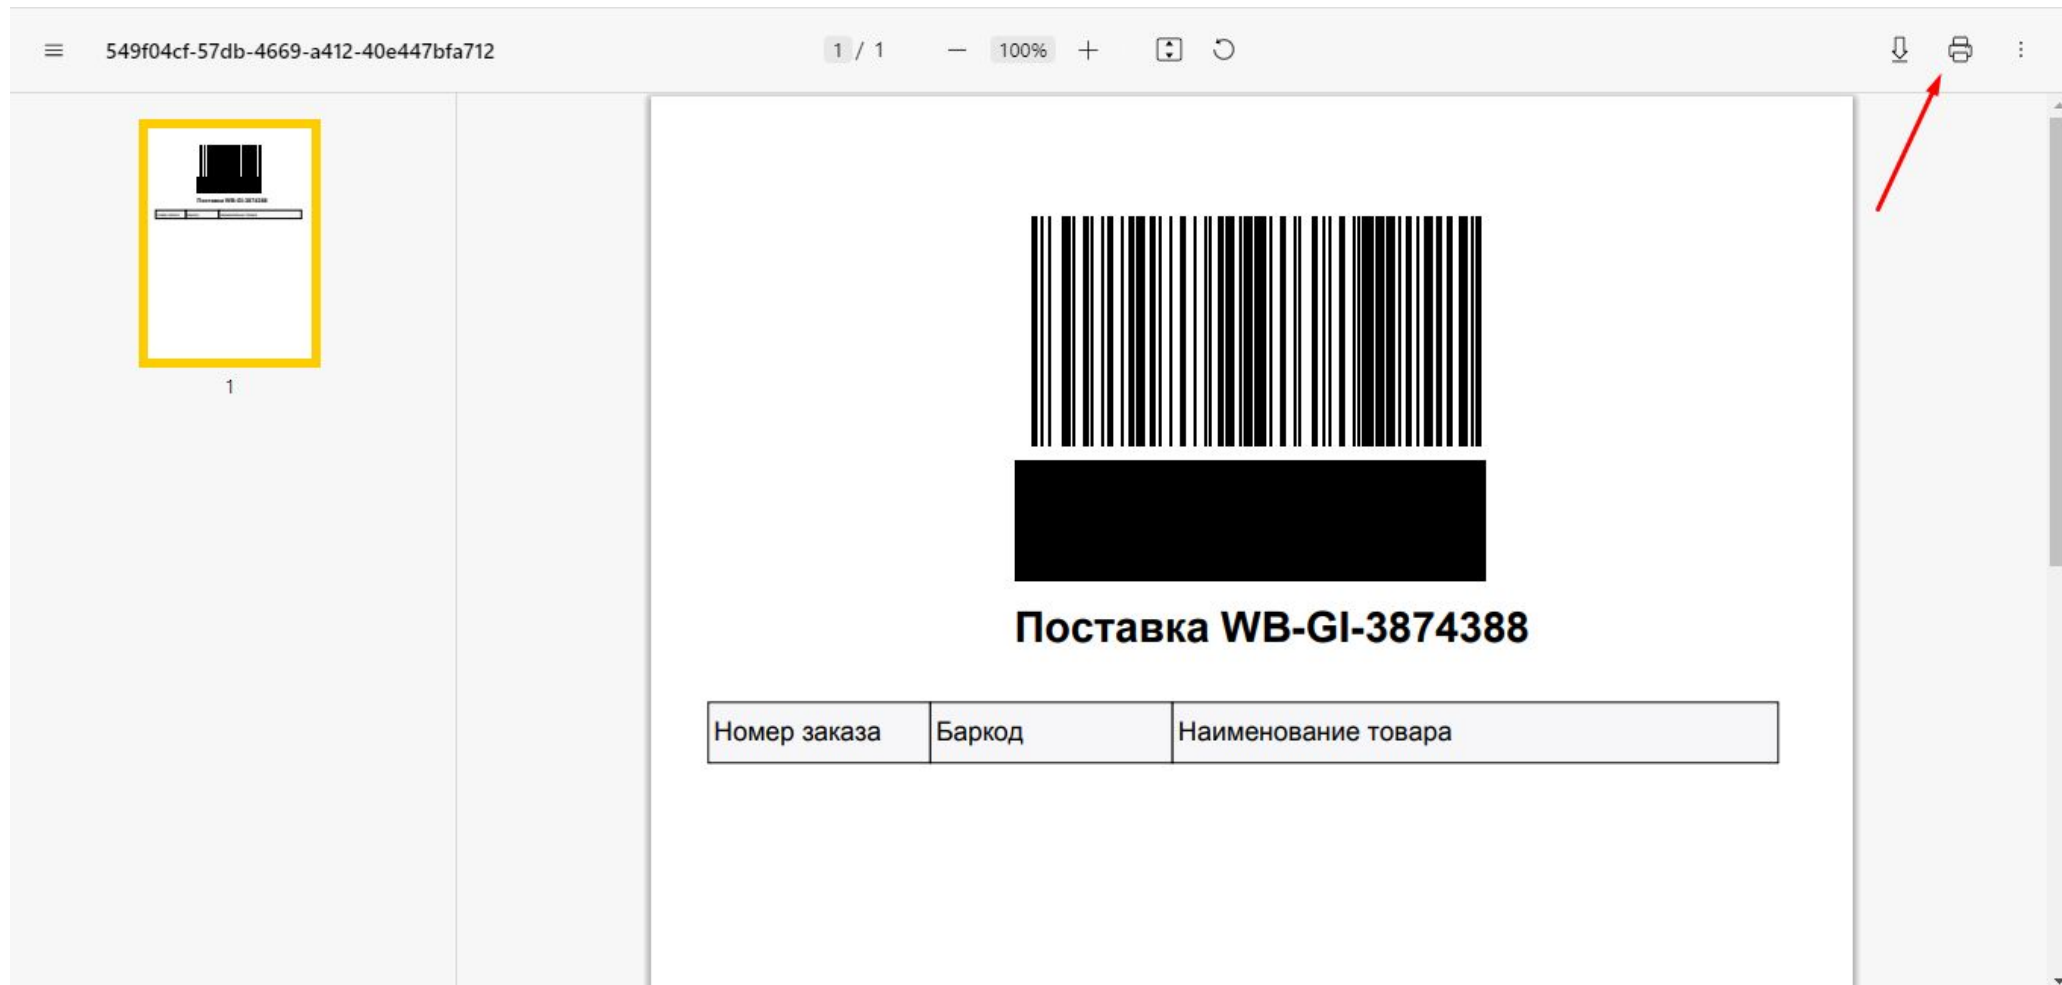 549f04cf-57db-4669-a412-40e447bfa712
1 / 1
100%
1
Поставка WB-GI-3874388
Номер заказа Баркод Наименование товара